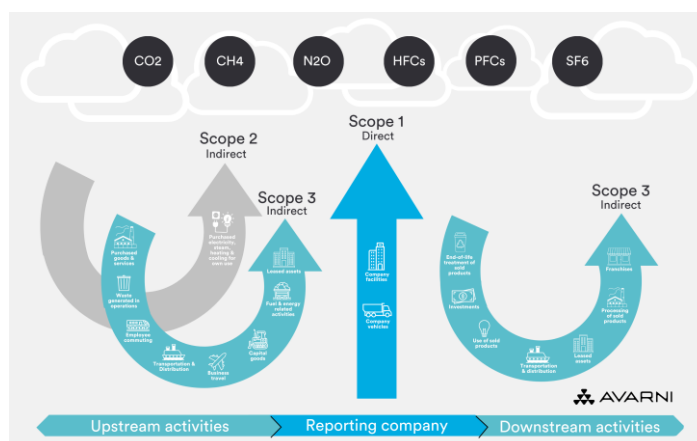 CO2
CH4
N2O
HFCs
PFCs
SF6
Scope 2
Indirect
Scope 3
Indirect
Scope 1
Direct
Scope 3
Indirect
Purchased
electricity,
steam,
heating &
cooling for
own use
Purchased
goods &
services
Waste
generated in
operations
Employee
commuting
Transportation &
Distribution
Business
travel
Capital
goods
Fuel & energy
related
activities
Leased assets
Company
facilities
Company
vehicles
End-of-life
treatment of
sold
products
Investments
Use of sold
products
Transportation
& distribution
Leased
assets
Processing
of sold
products
Franchises
AVARNI
Upstream activities
Reporting company
Downstream activities